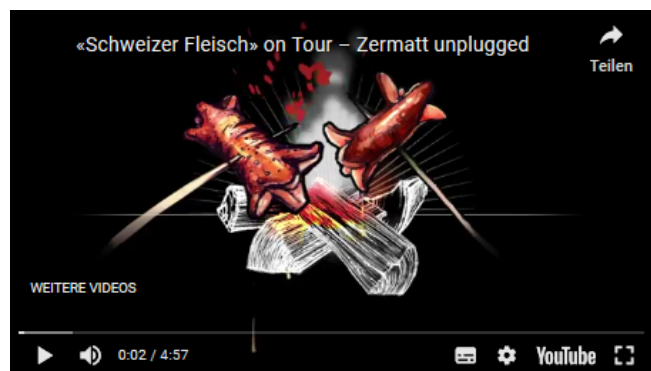 «Schweizer Fleisch» on Tour – Zermatt unplugged
Teilen
WEITERE VIDEOS
0:02 / 4:57
YouTube